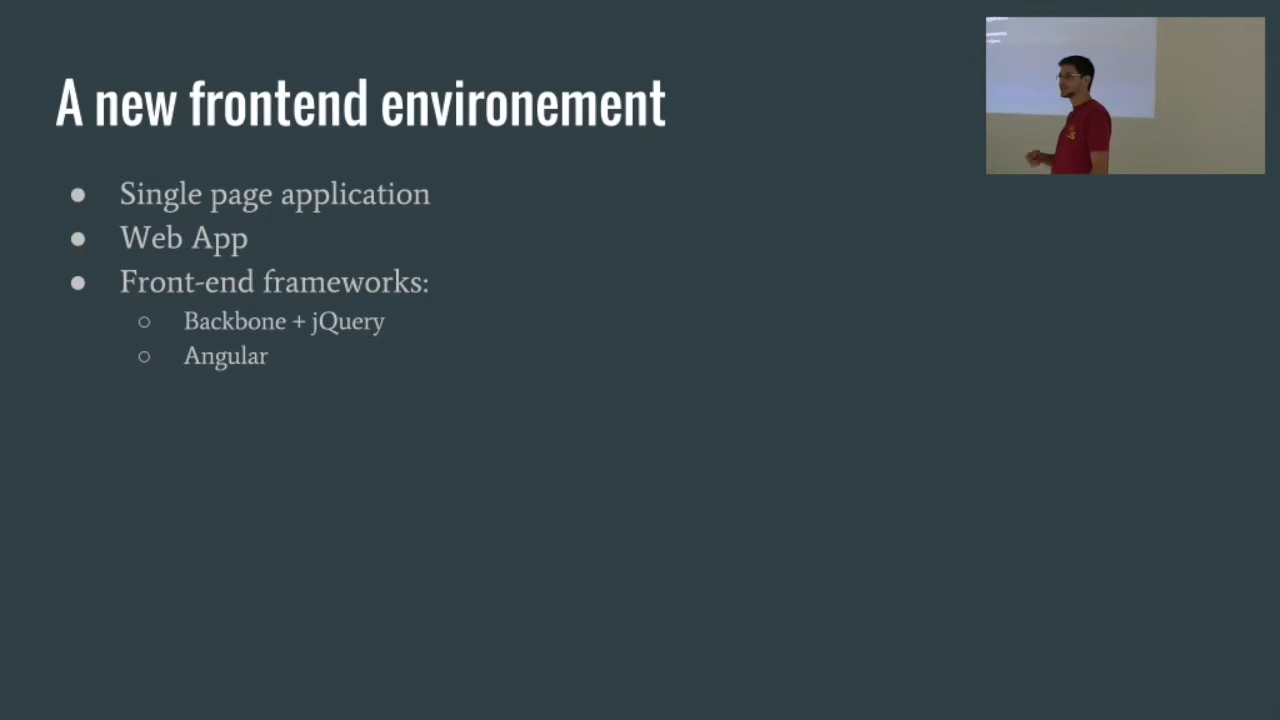 A new frontend environement
● Single page application
● Web App
● Front-end frameworks:
○ Backbone + jQuery
○ Angular